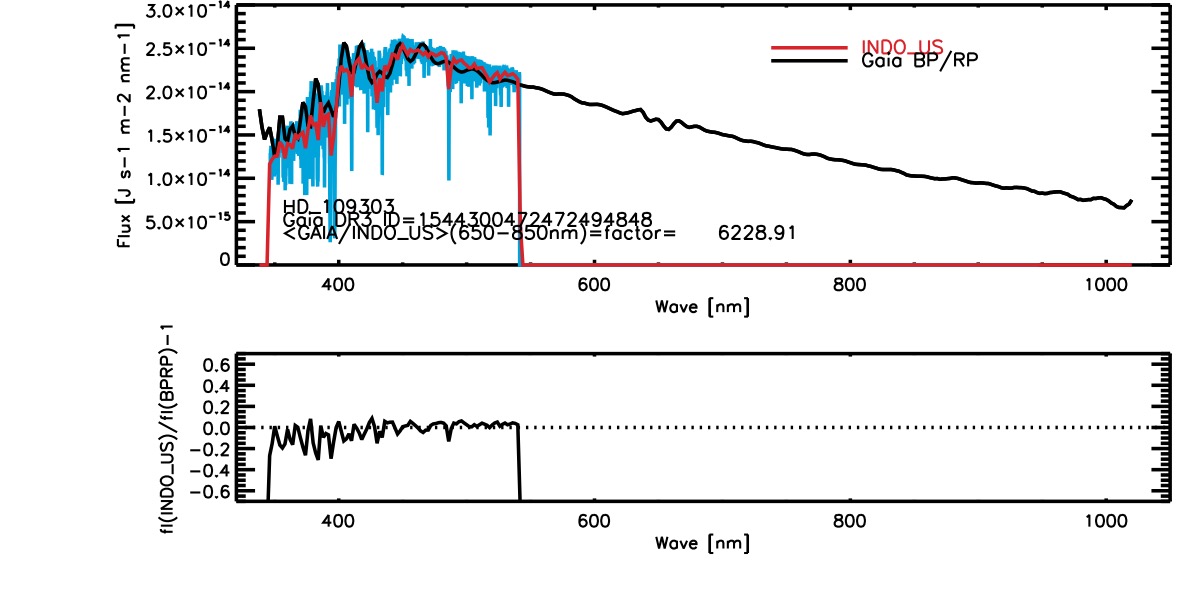 3.0×10⁻¹⁴
2.5×10⁻¹⁴
2.0×10⁻¹⁴
1.5×10⁻¹⁴
1.0×10⁻¹⁴
5.0×10⁻¹⁵
0
Flux [J s-1 m-2 nm-1]
INDO_US
Gaia BP/RP
HD_109303
Gaia DR3 ID=1544300472472494848
<GAIA/INDO_US>(650-850nm)=factor= 6228.91
400 600 800 1000
Wave [nm]
fl(INDO_US)/fl(BPRP)-1
0.6
0.4
0.2
0.0
-0.2
-0.4
-0.6
400 600 800 1000
Wave [nm]